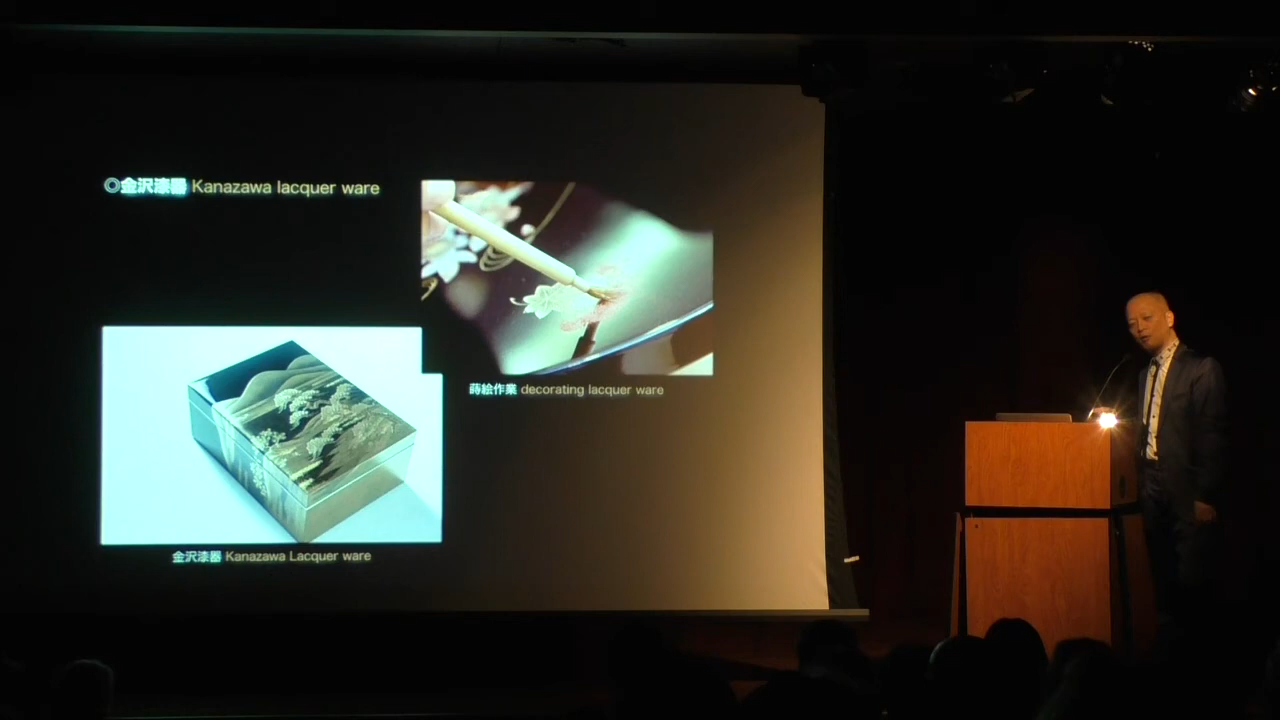 ◎金沢漆器 Kanazawa lacquer ware
蒔絵作業 decorating lacquer ware
金沢漆器 Kanazawa Lacquer ware